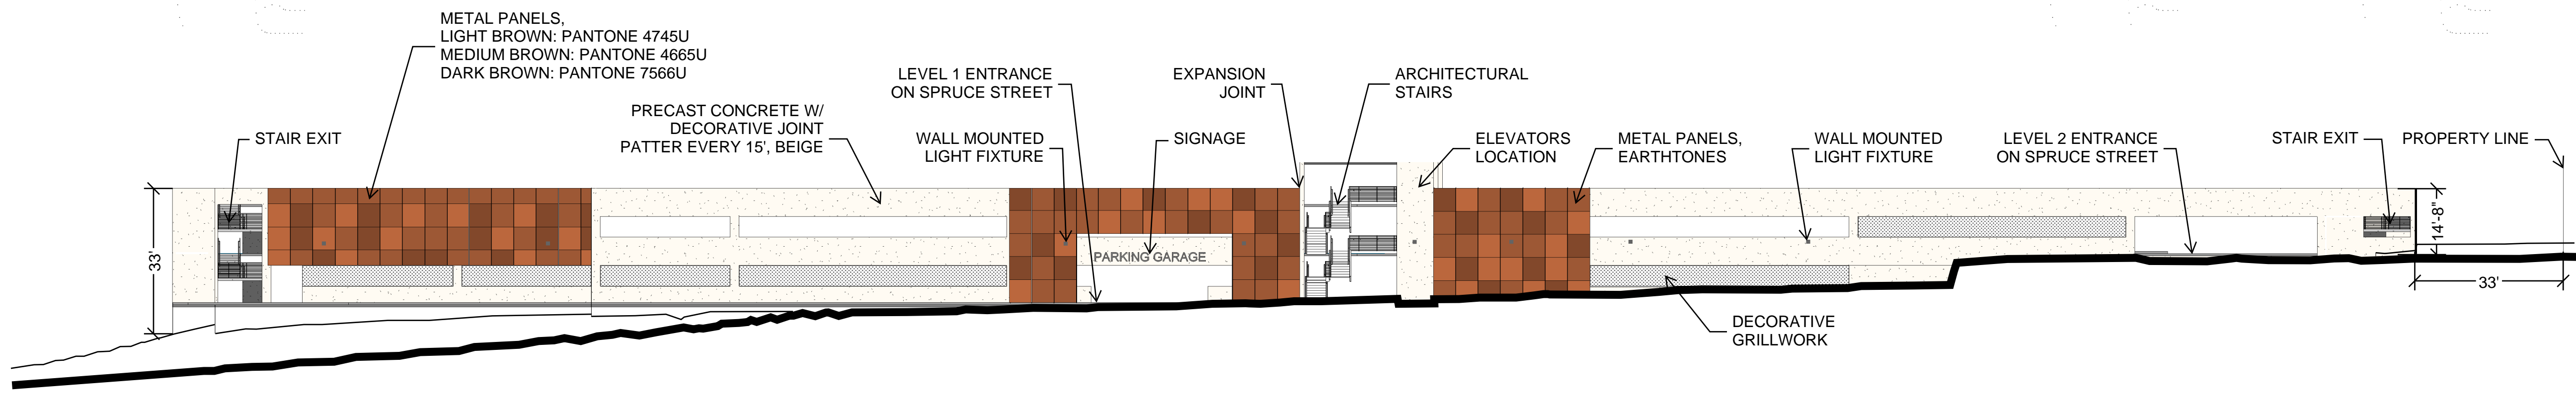 METAL PANELS,
LIGHT BROWN: PANTONE 4745U
MEDIUM BROWN: PANTONE 4665U
DARK BROWN: PANTONE 7566U
STAIR EXIT
PRECAST CONCRETE W/
DECORATIVE JOINT
PATTER EVERY 15', BEIGE
LEVEL 1 ENTRANCE
ON SPRUCE STREET
WALL MOUNTED
LIGHT FIXTURE
SIGNAGE
EXPANSION
JOINT
ARCHITECTURAL
STAIRS
ELEVATORS
LOCATION
METAL PANELS,
EARTHTONES
WALL MOUNTED
LIGHT FIXTURE
LEVEL 2 ENTRANCE
ON SPRUCE STREET
STAIR EXIT
PROPERTY LINE
33'
PARKING GARAGE
14'-8"
33'
DECORATIVE
GRILLWORK